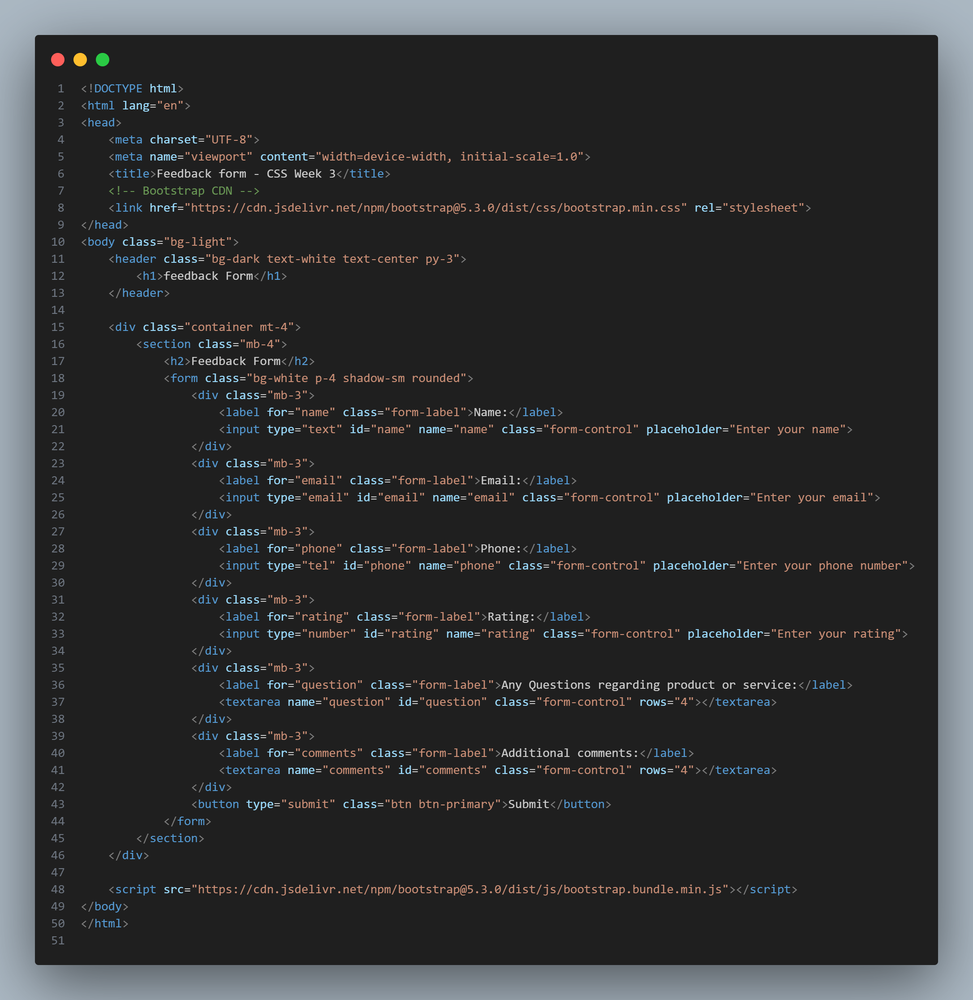 1 <!DOCTYPE html>
2 <html lang="en">
3 <head>
4     <meta charset="UTF-8">
5     <meta name="viewport" content="width=device-width, initial-scale=1.0">
6     <title>Feedback form - CSS Week 3</title>
7     <!-- Bootstrap CDN -->
8     <link href="https://cdn.jsdelivr.net/npm/bootstrap@5.3.0/dist/css/bootstrap.min.css" rel="stylesheet">
9 </head>
10 <body class="bg-light">
11     <header class="bg-dark text-white text-center py-3">
12         <h1>feedback Form</h1>
13     </header>
14
15     <div class="container mt-4">
16         <section class="mb-4">
17             <h2>Feedback Form</h2>
18             <form class="bg-white p-4 shadow-sm rounded">
19                 <div class="mb-3">
20                     <label for="name" class="form-label">Name:</label>
21                     <input type="text" id="name" name="name" class="form-control" placeholder="Enter your name">
22                 </div>
23                 <div class="mb-3">
24                     <label for="email" class="form-label">Email:</label>
25                     <input type="email" id="email" name="email" class="form-control" placeholder="Enter your email">
26                 </div>
27                 <div class="mb-3">
28                     <label for="phone" class="form-label">Phone:</label>
29                     <input type="tel" id="phone" name="phone" class="form-control" placeholder="Enter your phone number">
30                 </div>
31                 <div class="mb-3">
32                     <label for="rating" class="form-label">Rating:</label>
33                     <input type="number" id="rating" name="rating" class="form-control" placeholder="Enter your rating">
34                 </div>
35                 <div class="mb-3">
36                     <label for="question" class="form-label">Any Questions regarding product or service:</label>
37                     <textarea name="question" id="question" class="form-control" rows="4"></textarea>
38                 </div>
39                 <div class="mb-3">
40                     <label for="comments" class="form-label">Additional comments:</label>
41                     <textarea name="comments" id="comments" class="form-control" rows="4"></textarea>
42                 </div>
43                 <button type="submit" class="btn btn-primary">Submit</button>
44             </form>
45         </section>
46     </div>
47
48     <script src="https://cdn.jsdelivr.net/npm/bootstrap@5.3.0/dist/js/bootstrap.bundle.min.js"></script>
49 </body>
50 </html>
51